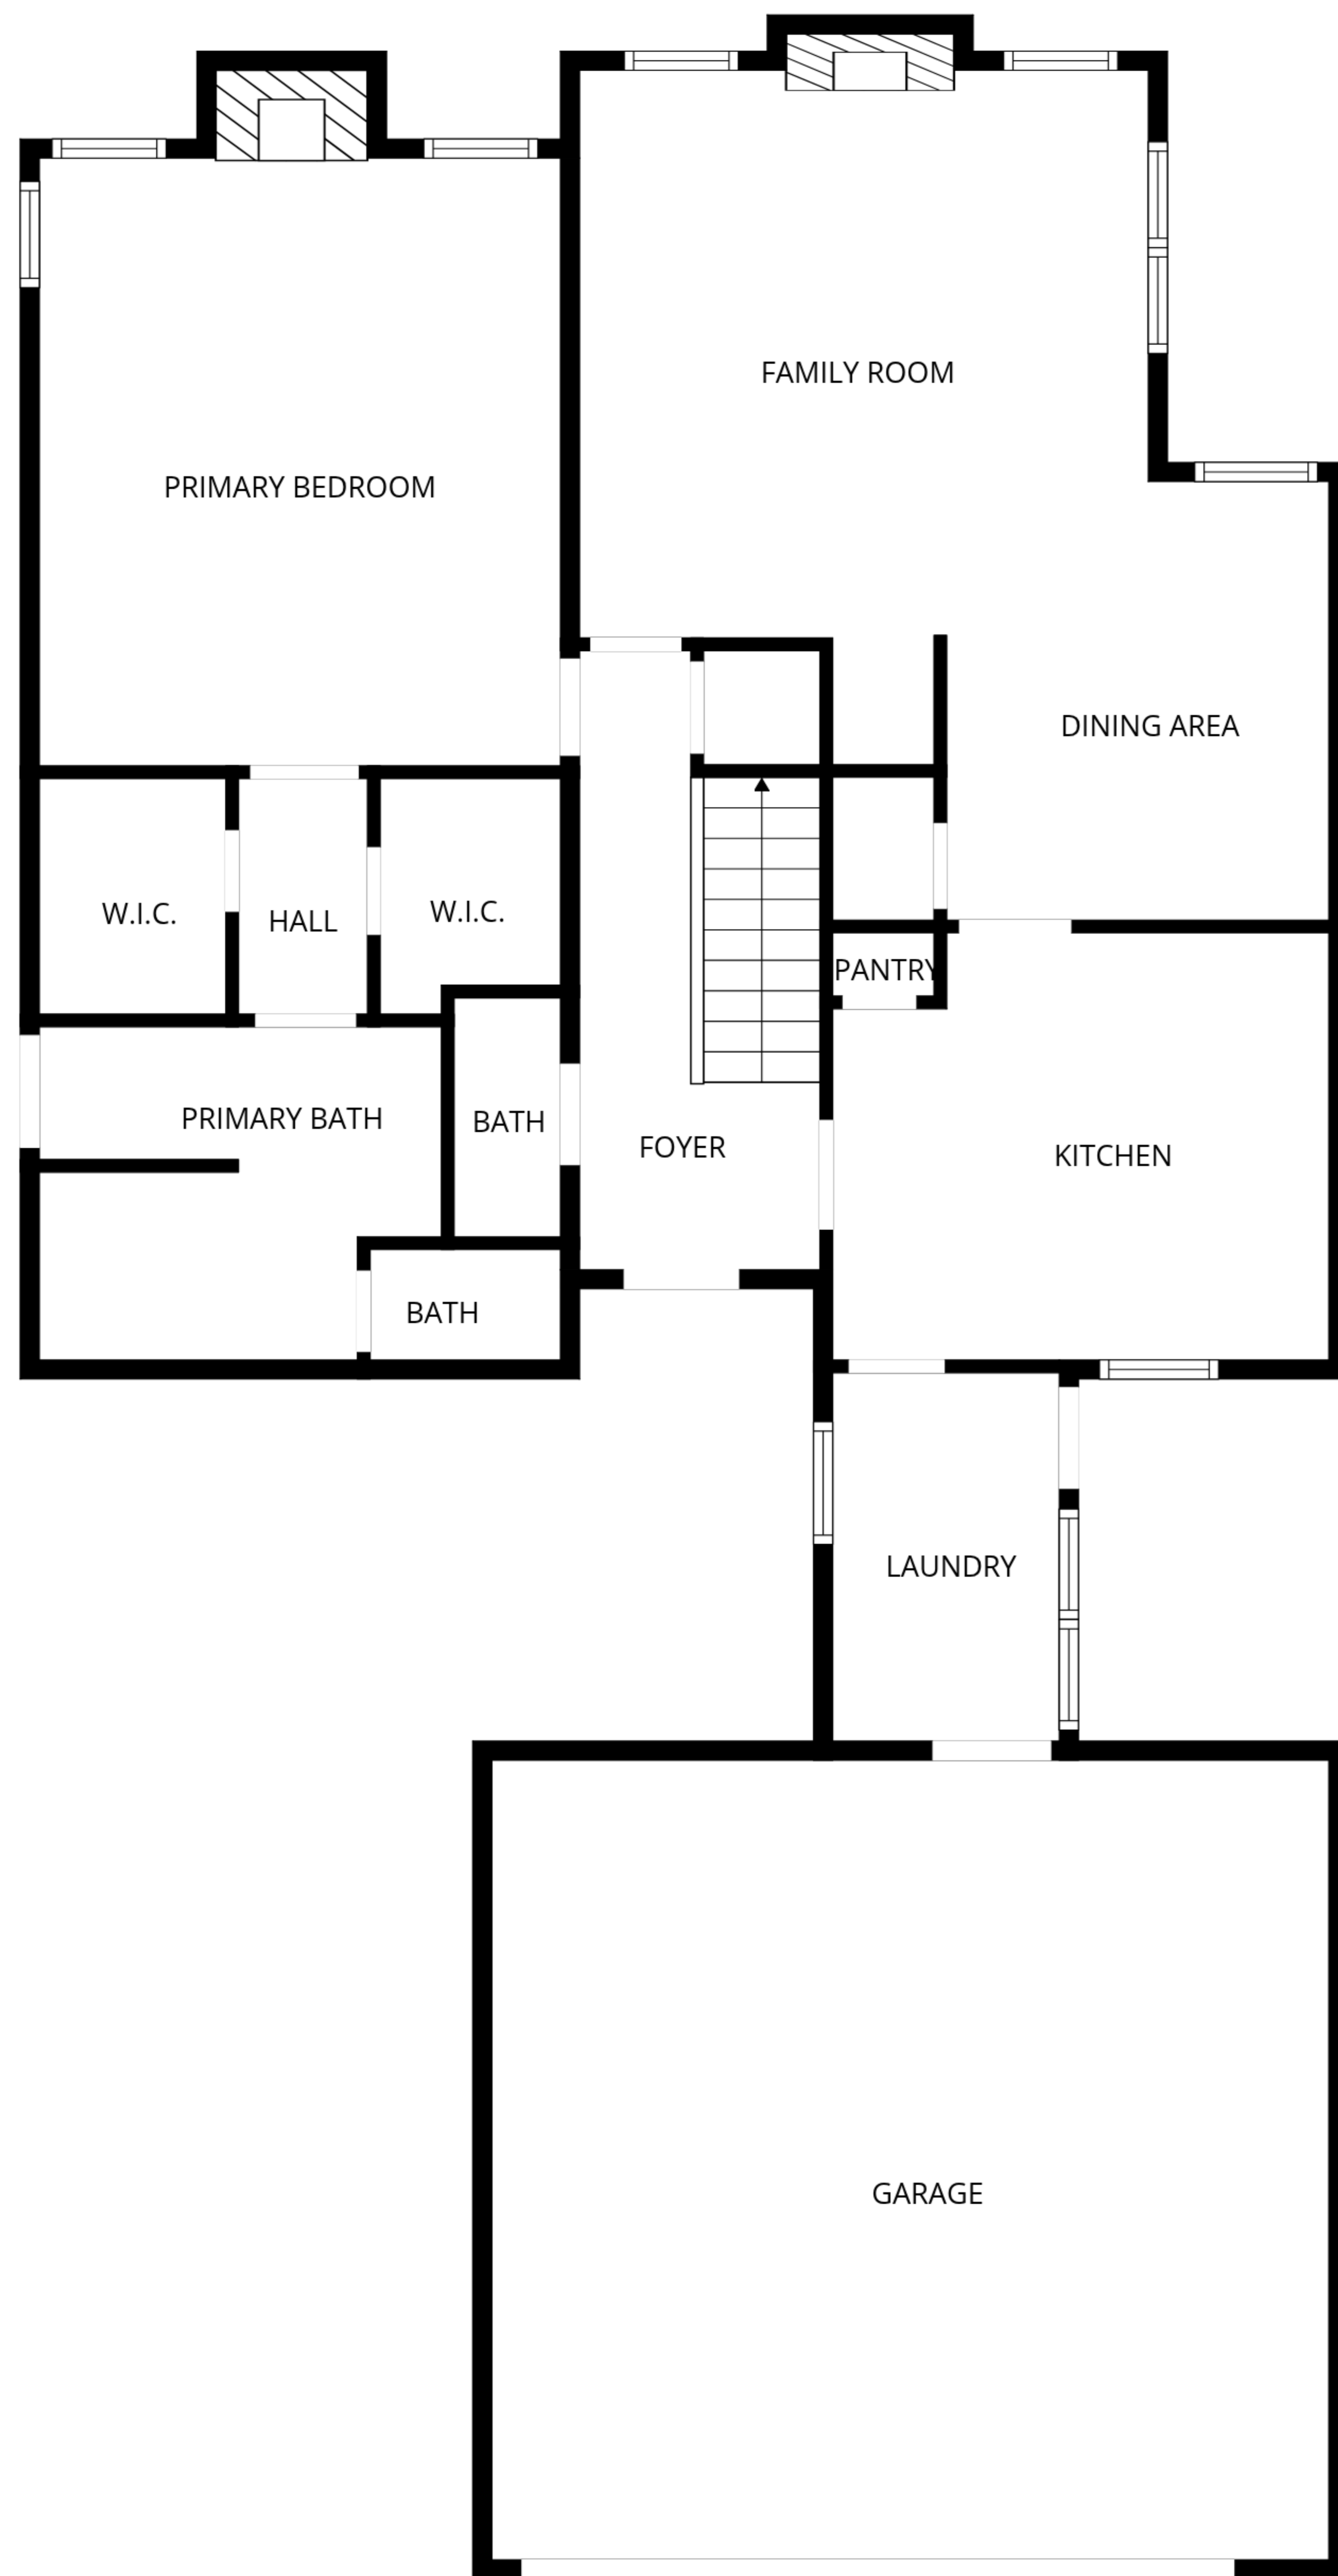 FAMILY ROOM
PRIMARY BEDROOM
DINING AREA
W.I.C.
HALL
W.I.C.
PANTRY
PRIMARY BATH
BATH
FOYER
KITCHEN
BATH
LAUNDRY
GARAGE